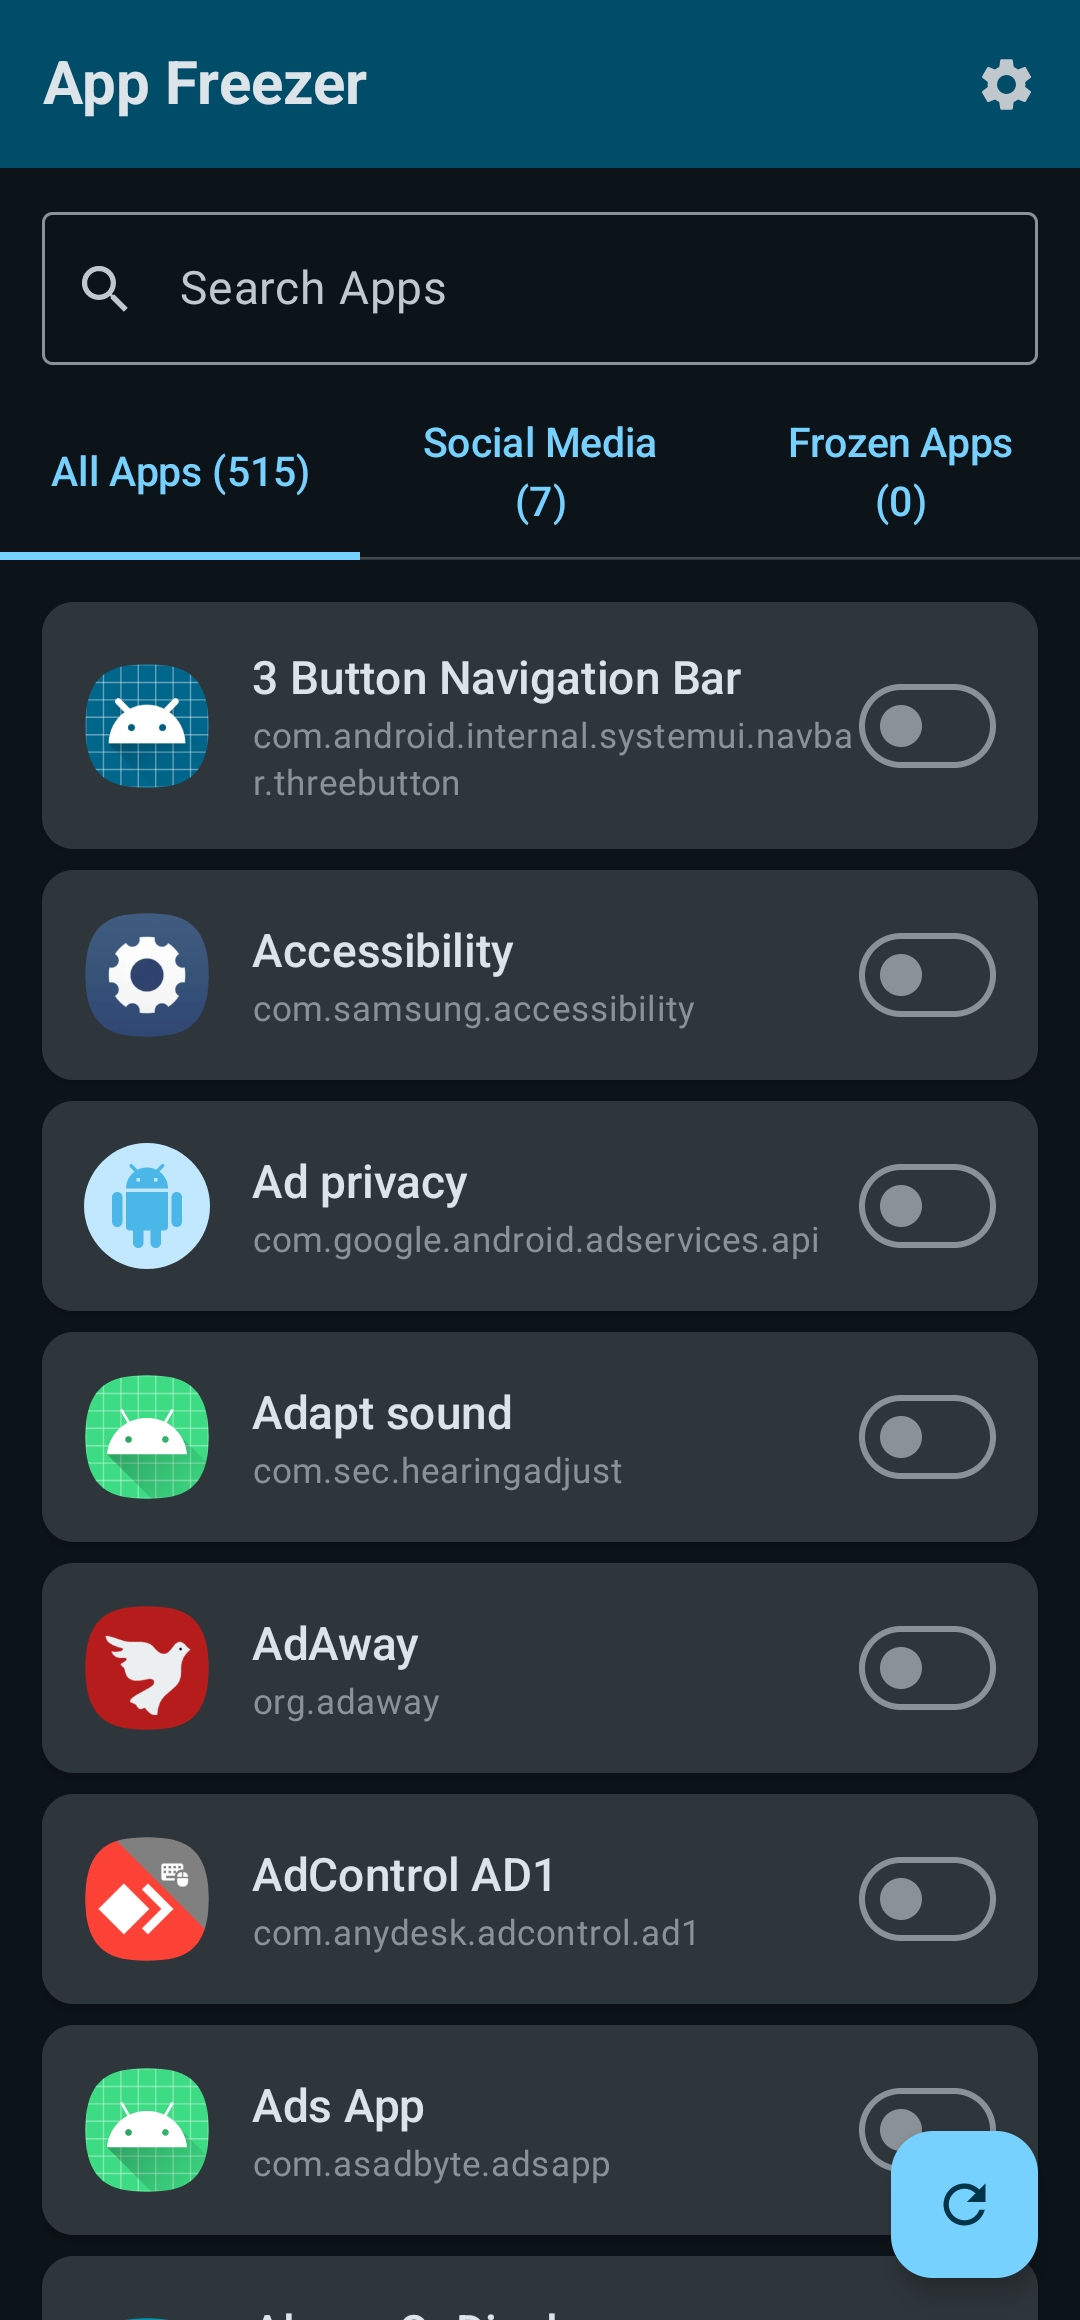 App Freezer
Search Apps
All Apps (515)
Social Media
(7)
Frozen Apps
(0)
3 Button Navigation Bar
com.android.internal.systemui.navba
r.threebutton
Accessibility
com.samsung.accessibility
Ad privacy
com.google.android.adservices.api
Adapt sound
com.sec.hearingadjust
AdAway
org.adaway
AdControl AD1
com.anydesk.adcontrol.ad1
Ads App
com.asadbyte.adsapp